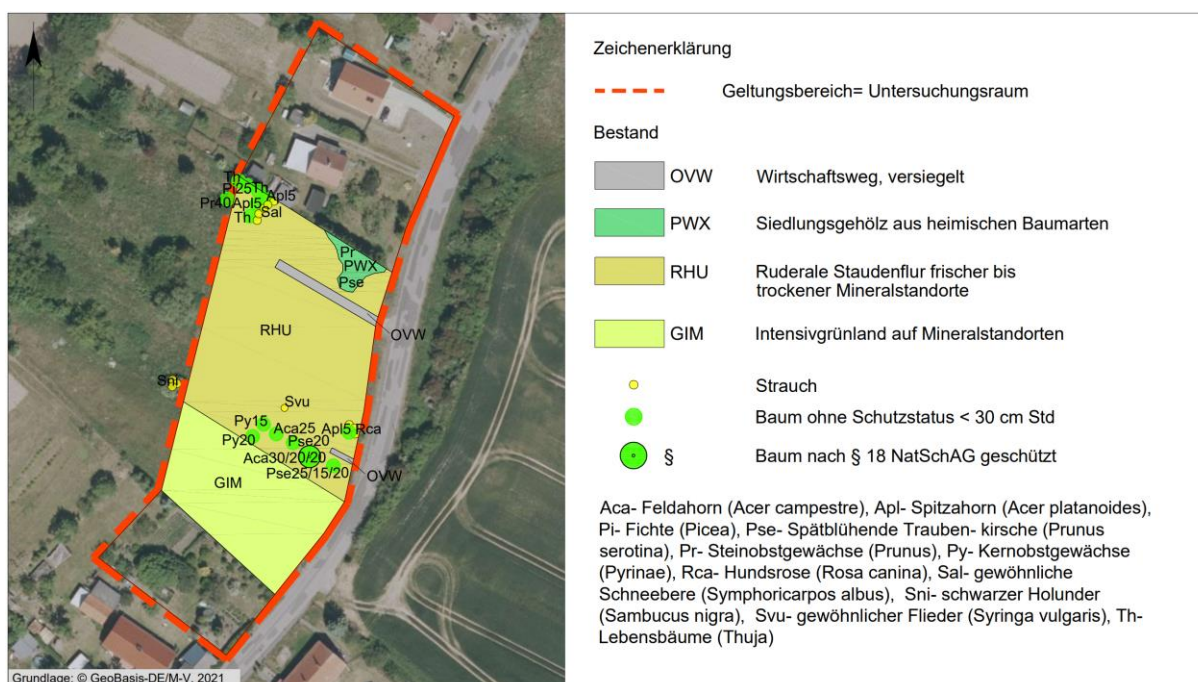 Th
Pi25
Th
Apl5
Pr40
Apl5
Sal
Th
Pr
PWX
Pse
OVW
RHU
Sni
Svu
Py15
Aca25
Apl5
Rca
Py20
Pse20
Aca30/20/20
Pse25/15/20
OVW
GIM
Grundlage: © GeoBasis-DE/M-V, 2021
Zeichenerklärung
Geltungsbereich= Untersuchungsraum
Bestand
OVW Wirtschaftsweg, versiegelt
PWX Siedlungsgehölz aus heimischen Baumarten
RHU Ruderale Staudenflur frischer bis
trockener Mineralstandorte
GIM Intensivgrünland auf Mineralstandorten
Strauch
Baum ohne Schutzstatus < 30 cm Std
§ Baum nach § 18 NatSchAG geschützt
Aca- Feldahorn (Acer campestre), Apl- Spitzahorn (Acer platanoides),
Pi- Fichte (Picea), Pse- Spätblühende Trauben- kirsche (Prunus
serotina), Pr- Steinobstgewächse (Prunus), Py- Kernobstgewächse
(Pyrinae), Rca- Hundsrose (Rosa canina), Sal- gewöhnliche
Schneebere (Symphoricarpos albus), Sni- schwarzer Holunder
(Sambucus nigra), Svu- gewöhnlicher Flieder (Syringa vulgaris), Th-
Lebensbäume (Thuja)